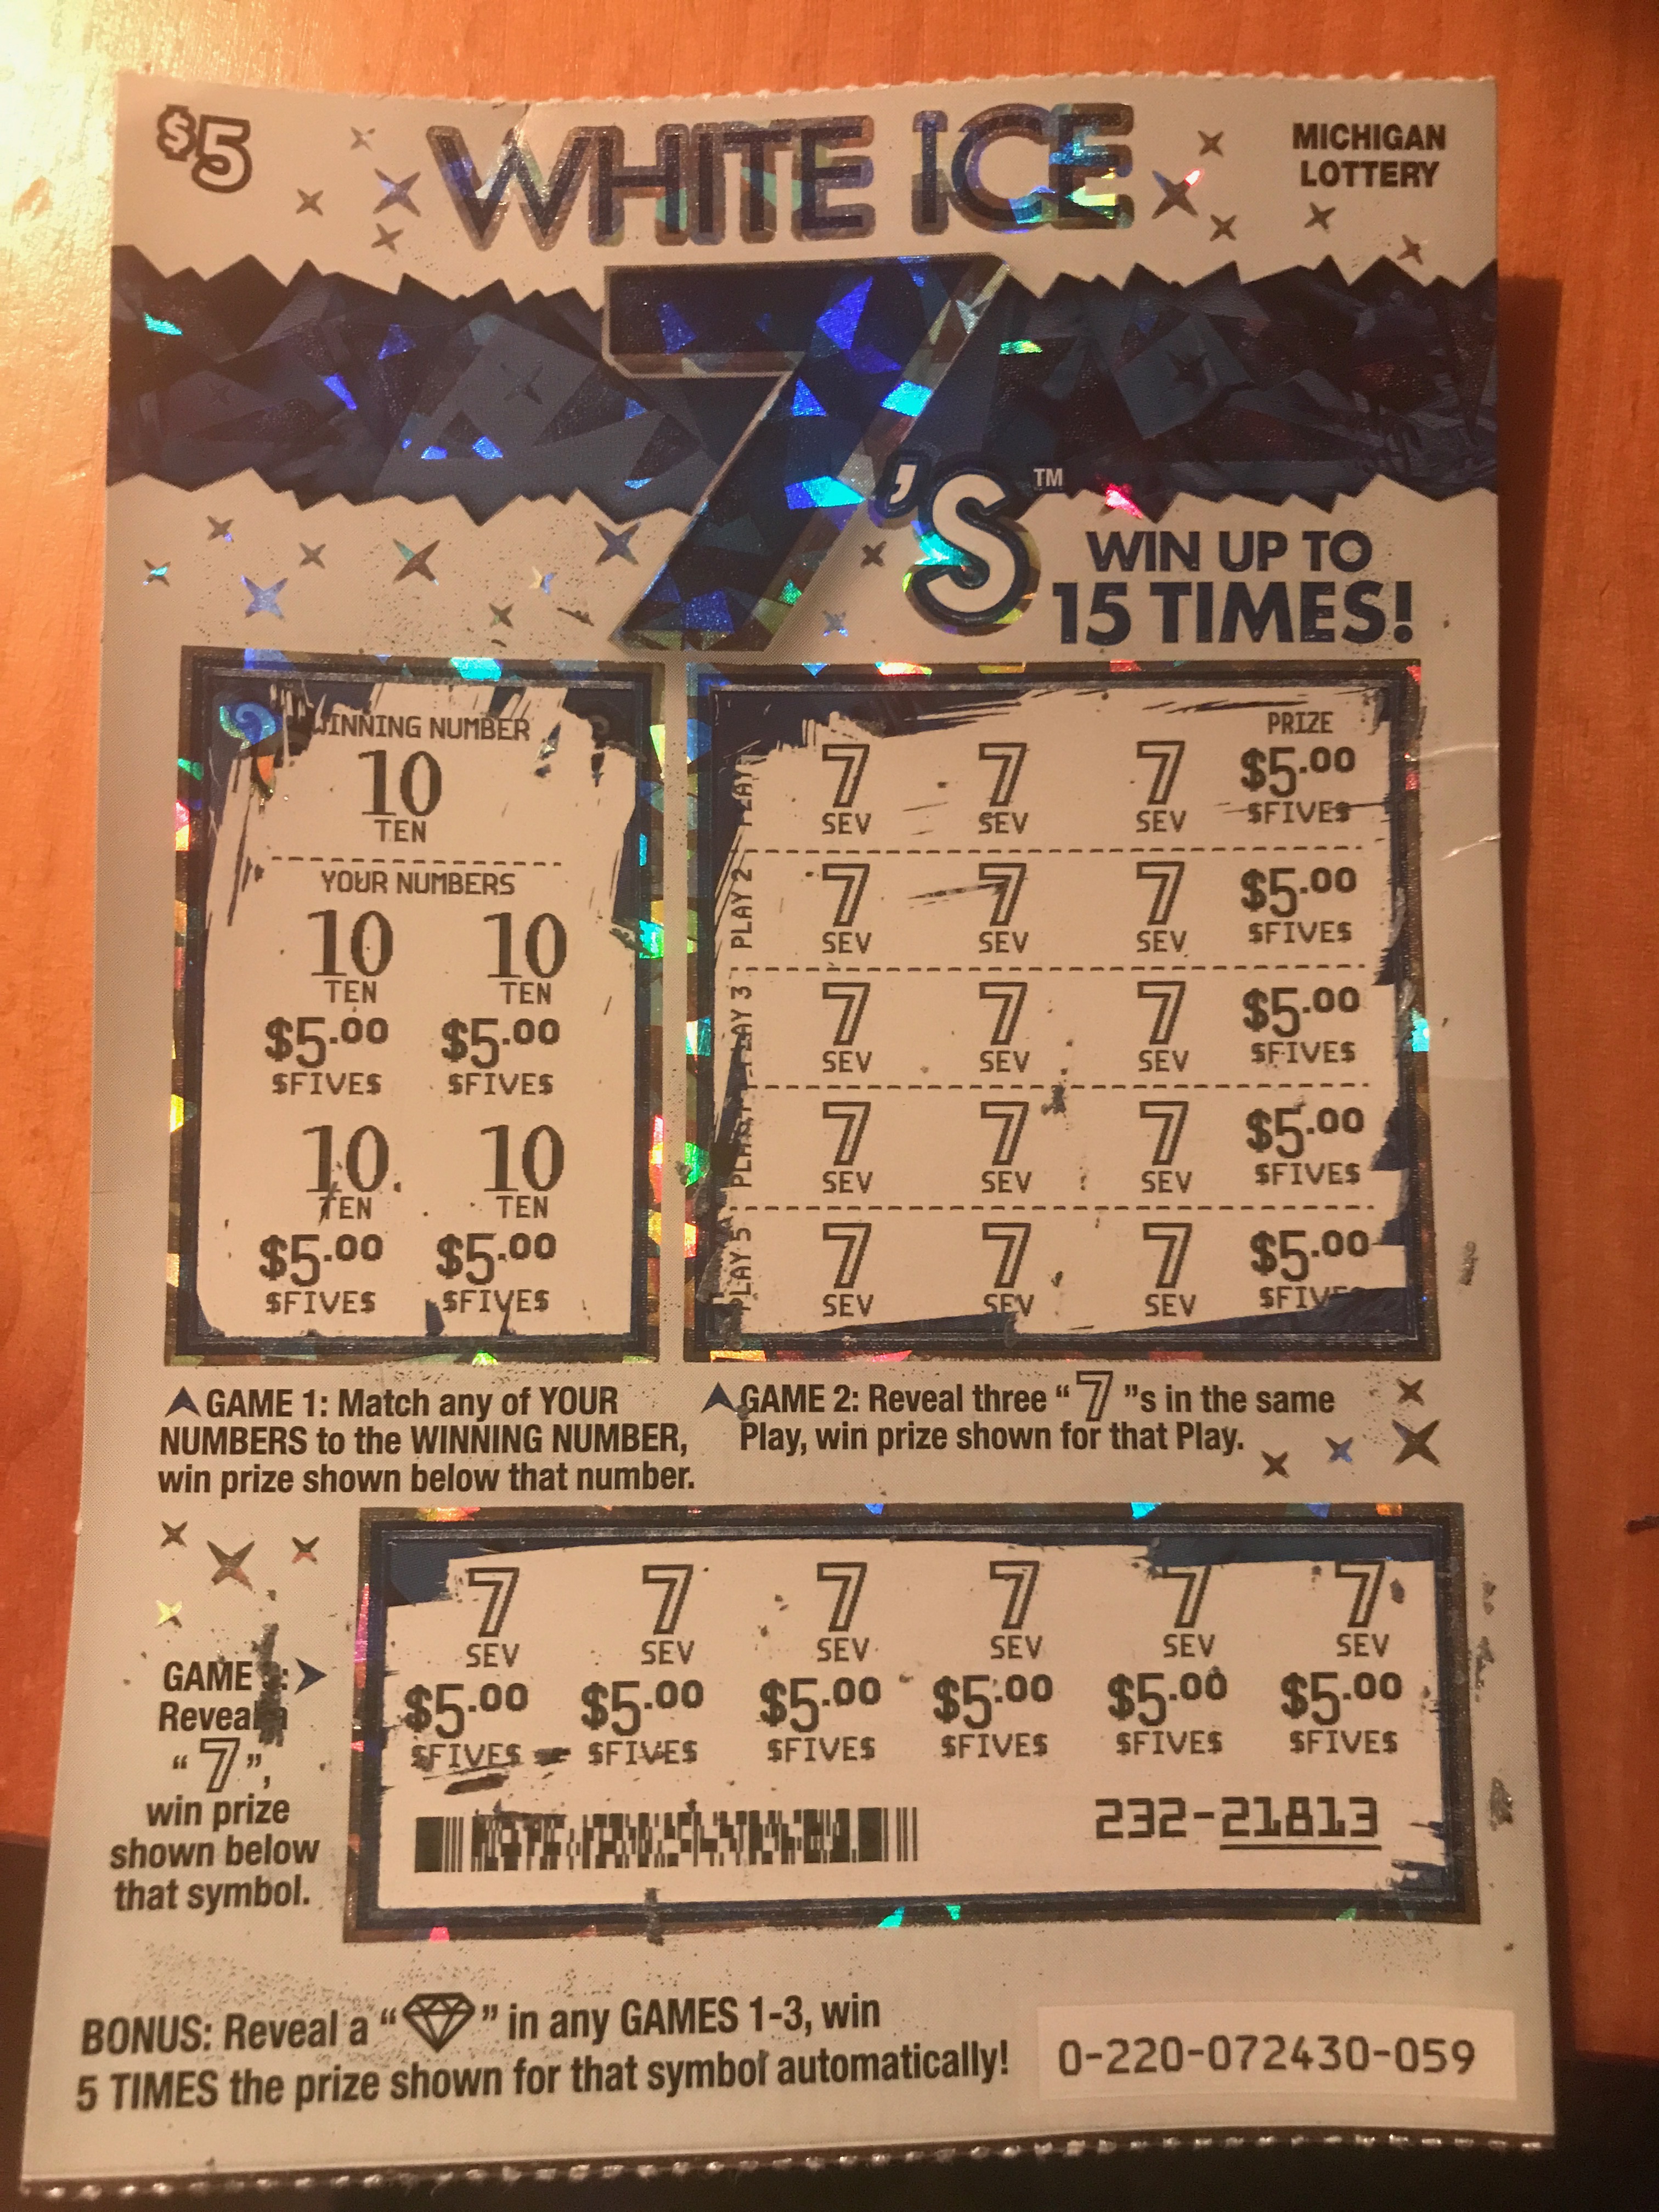 $5
WHITE ICE
MICHIGAN
LOTTERY
7's™
WIN UP TO
15 TIMES!
WINNING NUMBER
10
TEN
YOUR NUMBERS
10 10
TEN TEN
$5.00 $5.00
$FIVE$ $FIVE$
10 10
TEN TEN
$5.00 $5.00
$FIVE$ $FIVE$
PRIZE
PLAY 7 7 7 $5.00
SEV SEV SEV $FIVE$
PLAY 2 7 7 7 $5.00
SEV SEV SEV $FIVE$
PLAY 3 7 7 7 $5.00
SEV SEV SEV $FIVE$
7 7 7 $5.00
SEV SEV SEV $FIVE$
PLAY 5 7 7 7 $5.00
SEV SEV SEV $FIVE$
GAME 1: Match any of YOUR
NUMBERS to the WINNING NUMBER,
win prize shown below that number.
GAME 2: Reveal three "7"s in the same
Play, win prize shown for that Play.
GAME :
Reveal a
"7",
win prize
shown below
that symbol.
7 7 7 7 7 7
SEV SEV SEV SEV SEV SEV
$5.00 $5.00 $5.00 $5.00 $5.00 $5.00
$FIVE$ $FIVE$ $FIVE$ $FIVE$ $FIVE$ $FIVE$
232-21813
BONUS: Reveal a " " in any GAMES 1-3, win
5 TIMES the prize shown for that symbol automatically!
0-220-072430-059